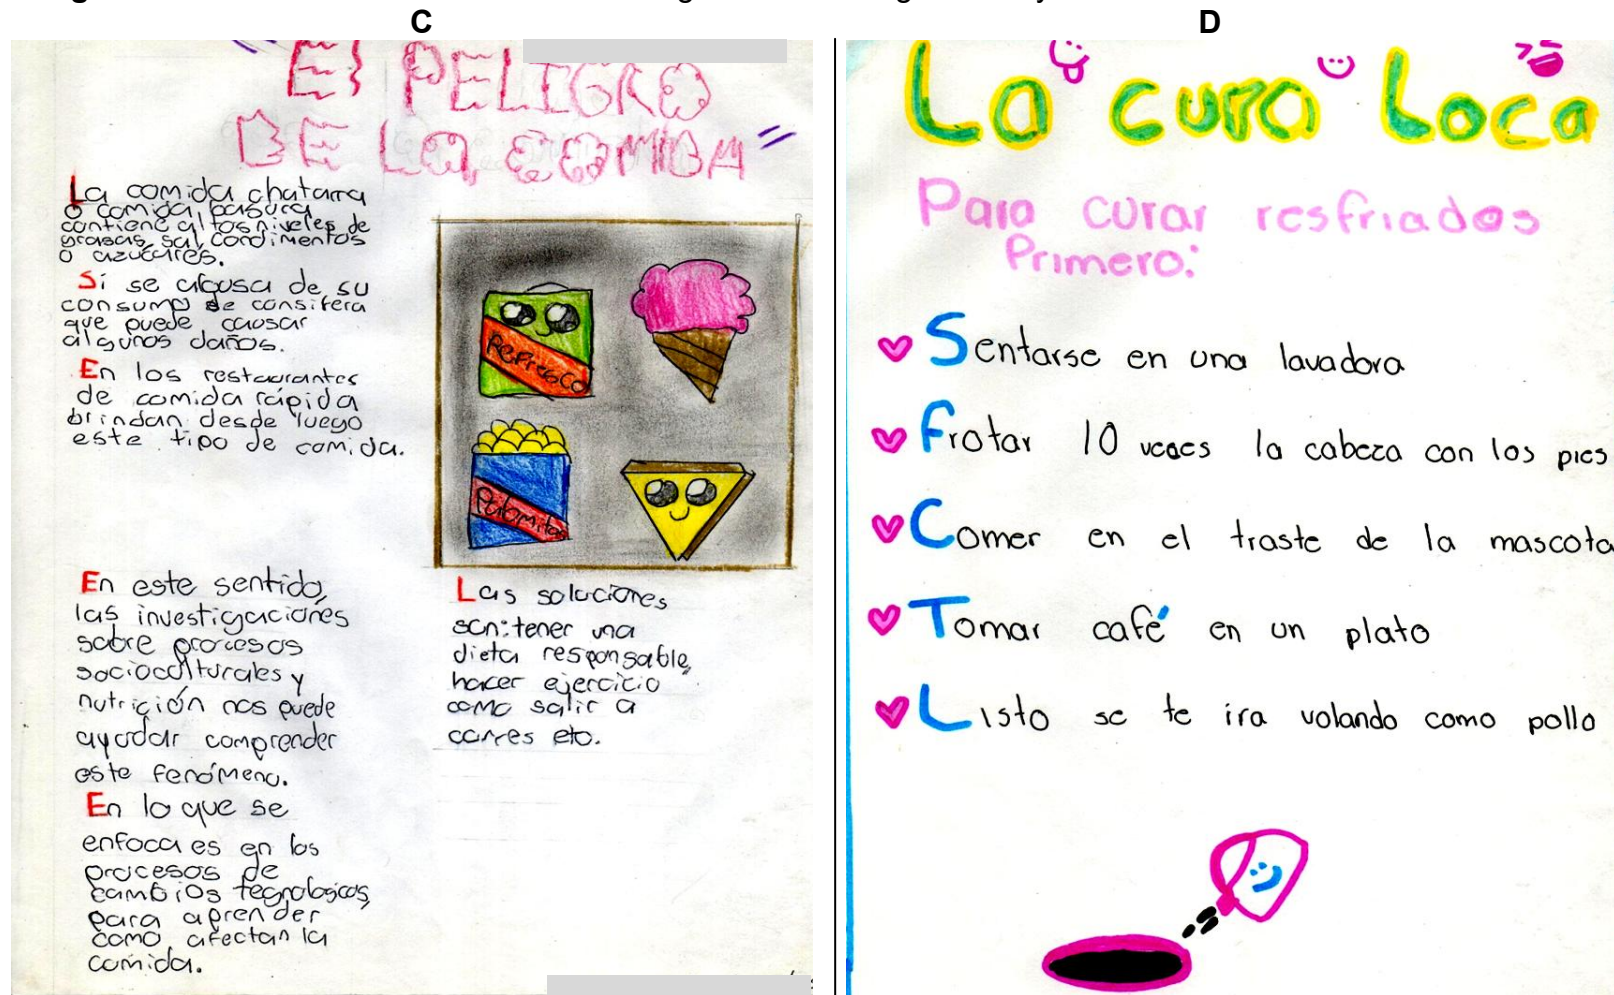 C
El PELIGRO
DE La COMIDA
La comida chatarra
o comida basura
contiene altos niveles de
grasas, sal, condimentos
o azucares.
Si se abusa de su
consumo se consifera
que puede causar
algunos daños.
En los restaurantes
de comida rápida
brindan desde luego
este tipo de comida.
Refresco
Palomitas
En este sentido,
las investigaciones
sobre procesos
socioculturales y
nutrición nos puede
ayudar comprender
este fenómeno.
En lo que se
enfoca es en los
procesos de
cambios tegnologicos,
para aprender
como afectan la
comida.
Las soluciones
son: tener una
dieta responsable,
hacer ejercicio
como salir a
correr etc.
D
La cura Loca
Para curar resfriados
Primero:
Sentarse en una lavadora
Frotar 10 veces la cabeza con los pies
Comer en el traste de la mascota
Tomar café en un plato
Listo se te ira volando como pollo